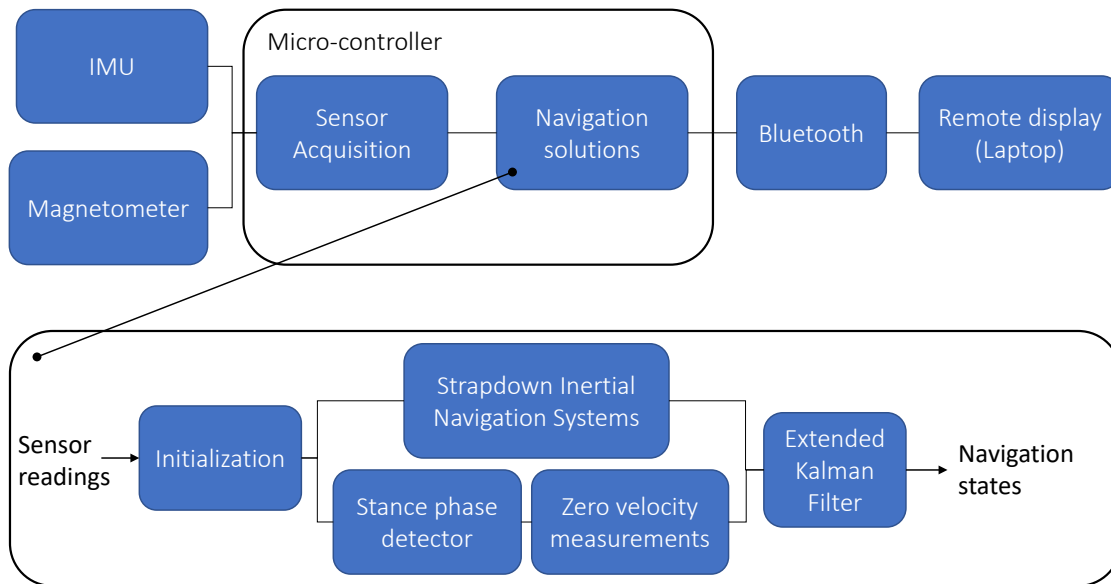 Micro-controller
IMU
Magnetometer
Sensor
Acquisition
Navigation
solutions
Bluetooth
Remote display
(Laptop)
Sensor
readings
Initialization
Strapdown Inertial
Navigation Systems
Stance phase
detector
Zero velocity
measurements
Extended
Kalman
Filter
Navigation
states